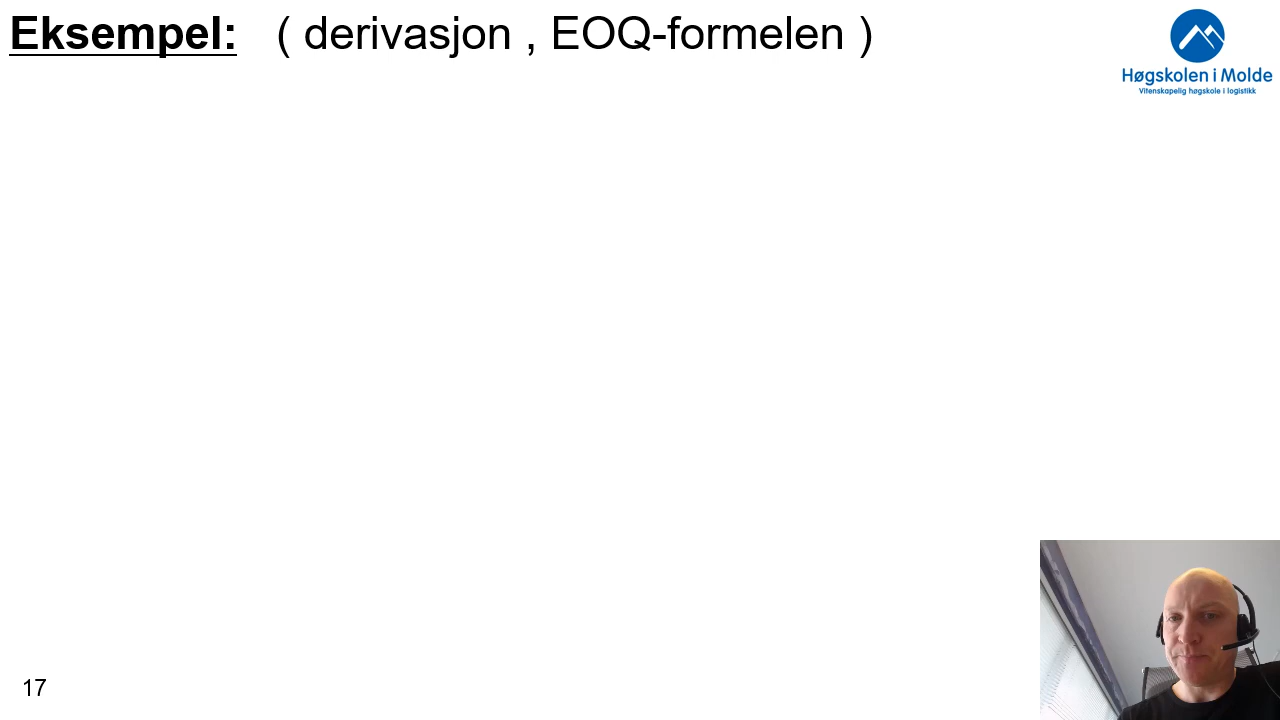 Eksempel: ( derivasjon , EOQ-formelen )
Høgskolen i Molde
Vitenskapelig høgskole i logistikk
17